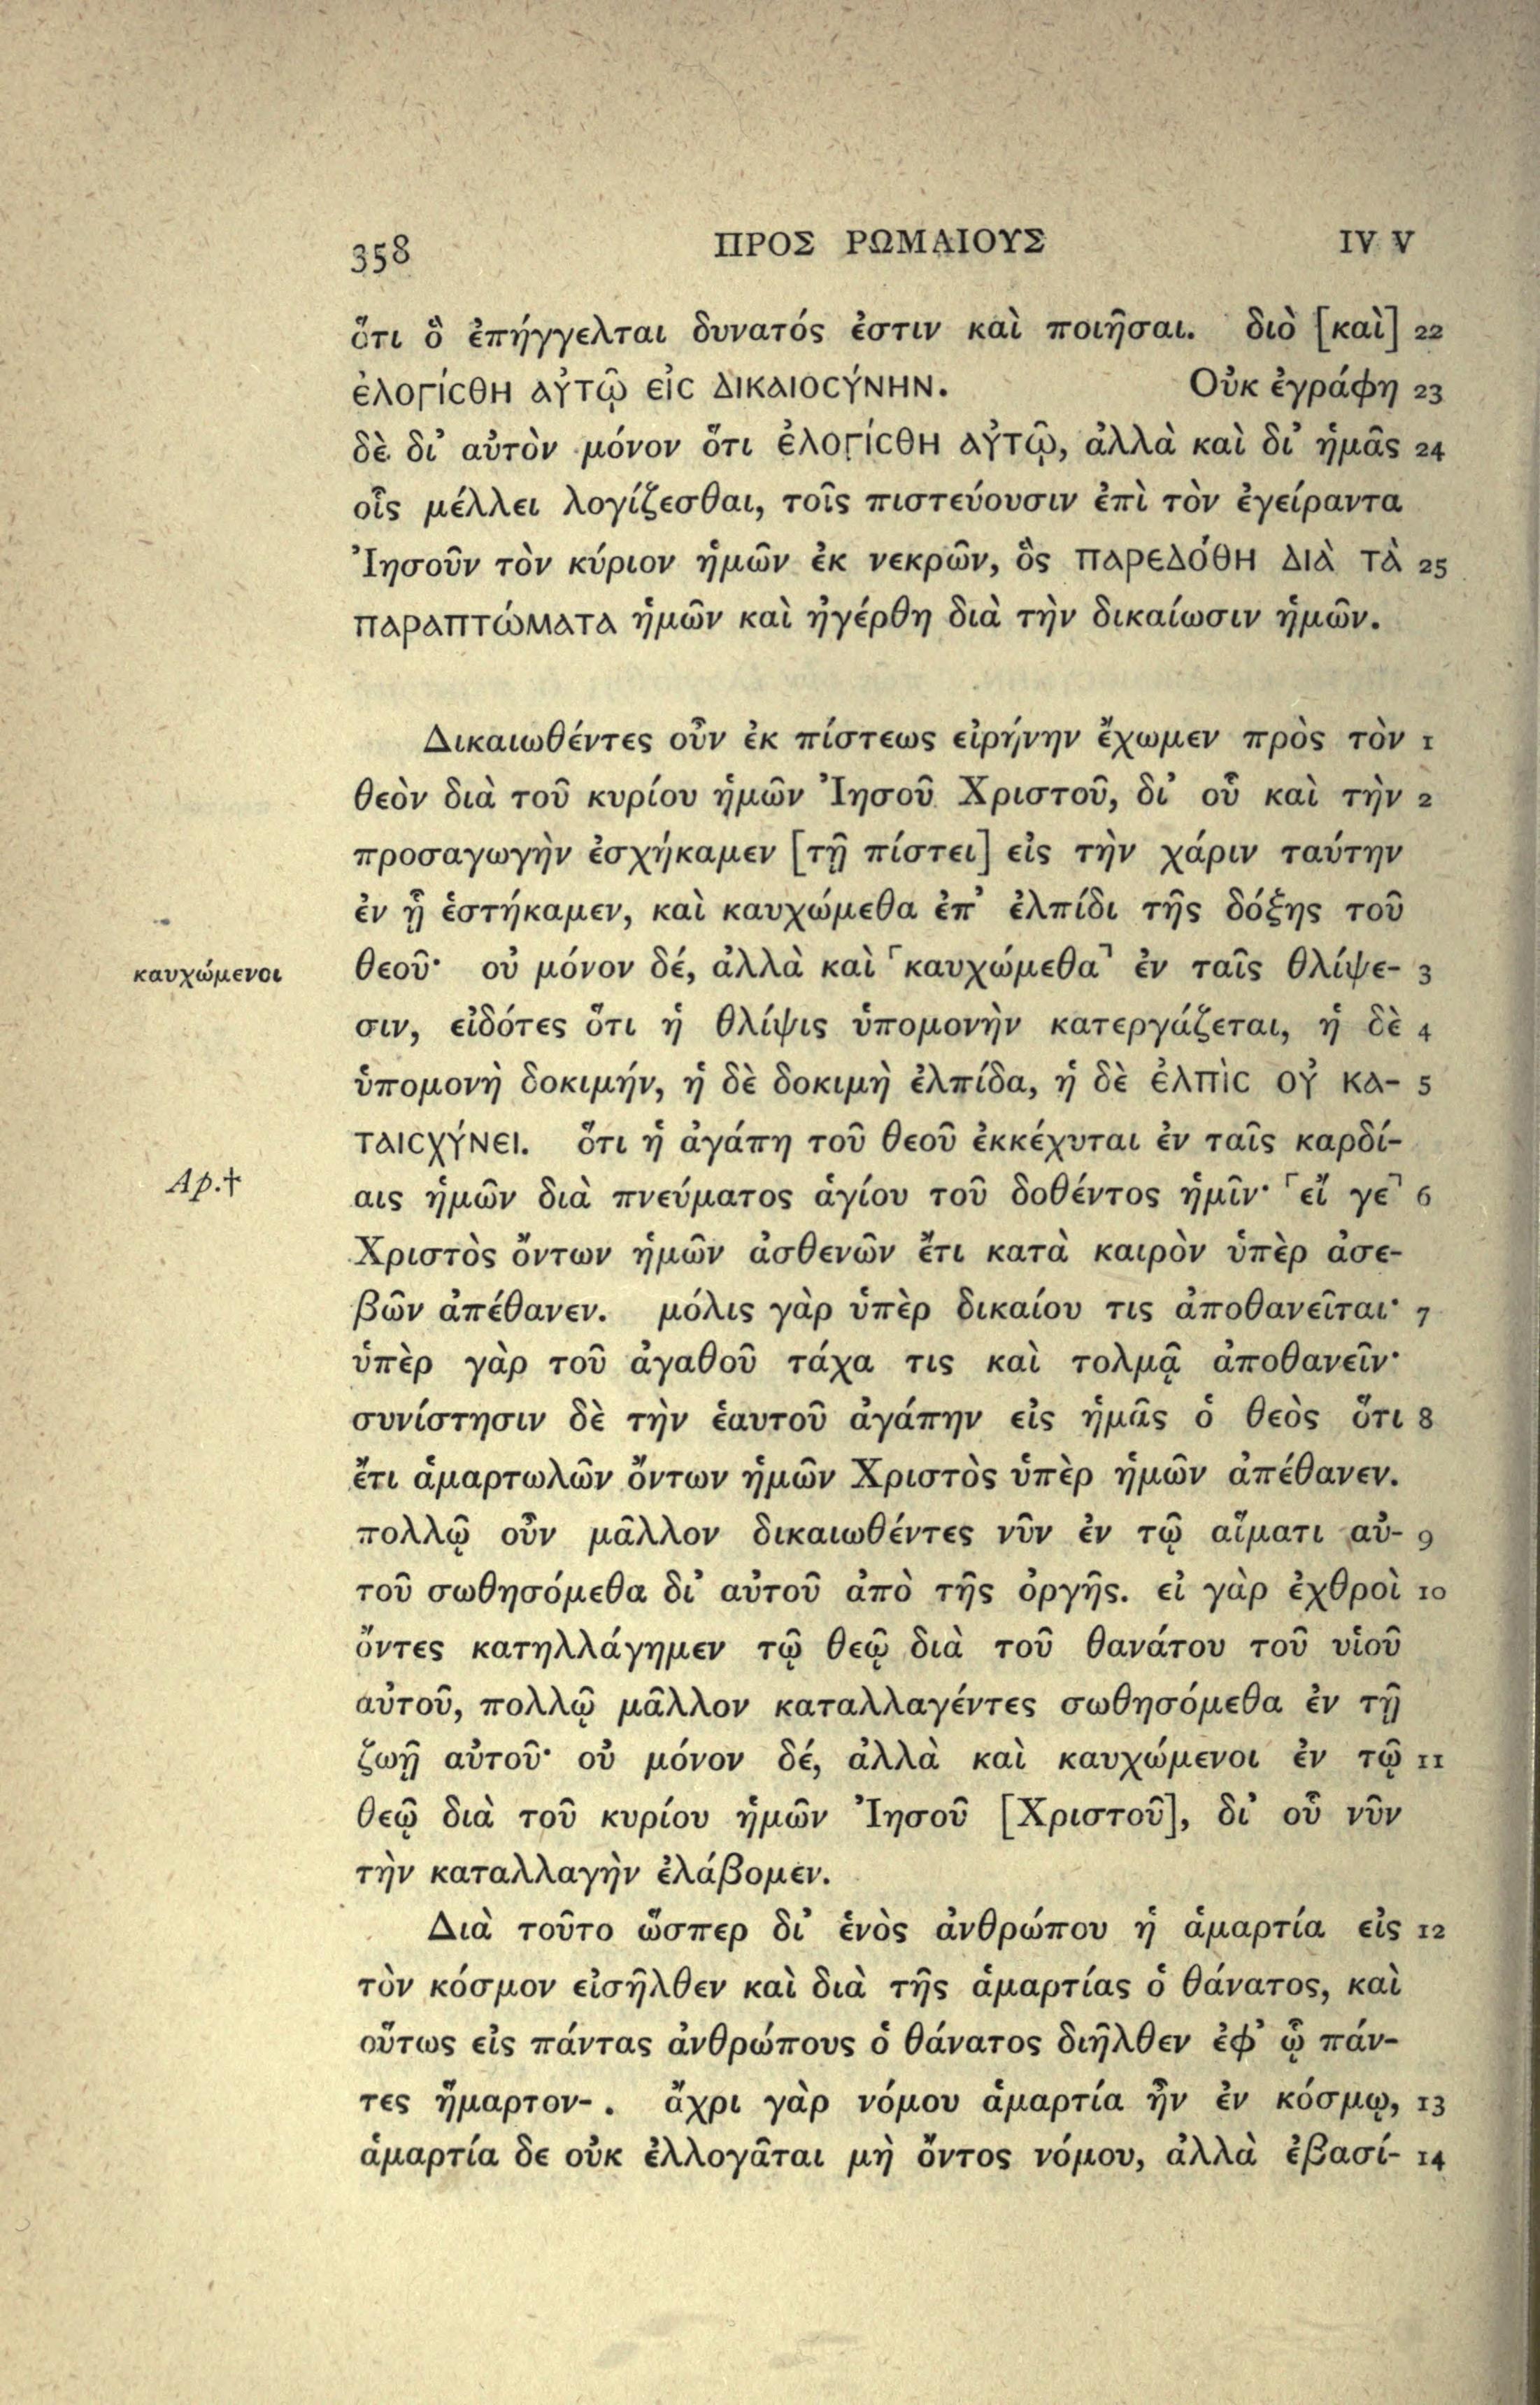 358 ΠΡΟΣ ΡΩΜΑΙΟΥΣ IV V
ὅτι ὃ ἐπήγγελται δυνατός ἐστιν καὶ ποιῆσαι. διὸ [καὶ] 22
ἐλογίσθη αὐτῷ εἰς δικαιοσύνην. Οὐκ ἐγράφη 23
δὲ δι᾽ αὐτὸν μόνον ὅτι ἐλογίσθη αὐτῷ, ἀλλὰ καὶ δι᾽ ἡμᾶς 24
οἷς μέλλει λογίζεσθαι, τοῖς πιστεύουσιν ἐπὶ τὸν ἐγείραντα
Ἰησοῦν τὸν κύριον ἡμῶν ἐκ νεκρῶν, ὃς παρεδόθη διὰ τὰ 25
παραπτώματα ἡμῶν καὶ ἠγέρθη διὰ τὴν δικαίωσιν ἡμῶν.
Δικαιωθέντες οὖν ἐκ πίστεως εἰρήνην ἔχωμεν πρὸς τὸν 1
θεὸν διὰ τοῦ κυρίου ἡμῶν Ἰησοῦ Χριστοῦ, δι᾽ οὗ καὶ τὴν 2
προσαγωγὴν ἐσχήκαμεν [τῇ πίστει] εἰς τὴν χάριν ταύτην
ἐν ᾗ ἑστήκαμεν, καὶ καυχώμεθα ἐπ᾽ ἐλπίδι τῆς δόξης τοῦ
καυχώμενοι θεοῦ· οὐ μόνον δέ, ἀλλὰ καὶ ⌜καυχώμεθα⌝ ἐν ταῖς θλίψε- 3
σιν, εἰδότες ὅτι ἡ θλίψις ὑπομονὴν κατεργάζεται, ἡ δὲ 4
ὑπομονὴ δοκιμήν, ἡ δὲ δοκιμὴ ἐλπίδα, ἡ δὲ ἐλπὶς οὐ κα- 5
ταισχύνει. ὅτι ἡ ἀγάπη τοῦ θεοῦ ἐκκέχυται ἐν ταῖς καρδί-
Ap.† αις ἡμῶν διὰ πνεύματος ἁγίου τοῦ δοθέντος ἡμῖν· ⌜εἴ γε⌝ 6
Χριστὸς ὄντων ἡμῶν ἀσθενῶν ἔτι κατὰ καιρὸν ὑπὲρ ἀσε-
βῶν ἀπέθανεν. μόλις γὰρ ὑπὲρ δικαίου τις ἀποθανεῖται· 7
ὑπὲρ γὰρ τοῦ ἀγαθοῦ τάχα τις καὶ τολμᾷ ἀποθανεῖν·
συνίστησιν δὲ τὴν ἑαυτοῦ ἀγάπην εἰς ἡμᾶς ὁ θεὸς ὅτι 8
ἔτι ἁμαρτωλῶν ὄντων ἡμῶν Χριστὸς ὑπὲρ ἡμῶν ἀπέθανεν.
πολλῷ οὖν μᾶλλον δικαιωθέντες νῦν ἐν τῷ αἵματι αὐ- 9
τοῦ σωθησόμεθα δι᾽ αὐτοῦ ἀπὸ τῆς ὀργῆς. εἰ γὰρ ἐχθροὶ 10
ὄντες κατηλλάγημεν τῷ θεῷ διὰ τοῦ θανάτου τοῦ υἱοῦ
αὐτοῦ, πολλῷ μᾶλλον καταλλαγέντες σωθησόμεθα ἐν τῇ
ζωῇ αὐτοῦ· οὐ μόνον δέ, ἀλλὰ καὶ καυχώμενοι ἐν τῷ 11
θεῷ διὰ τοῦ κυρίου ἡμῶν Ἰησοῦ [Χριστοῦ], δι᾽ οὗ νῦν
τὴν καταλλαγὴν ἐλάβομεν.
Διὰ τοῦτο ὥσπερ δι᾽ ἑνὸς ἀνθρώπου ἡ ἁμαρτία εἰς 12
τὸν κόσμον εἰσῆλθεν καὶ διὰ τῆς ἁμαρτίας ὁ θάνατος, καὶ
οὕτως εἰς πάντας ἀνθρώπους ὁ θάνατος διῆλθεν ἐφ᾽ ᾧ πάν-
τες ἥμαρτον-. ἄχρι γὰρ νόμου ἁμαρτία ἦν ἐν κόσμῳ, 13
ἁμαρτία δε οὐκ ἐλλογᾶται μὴ ὄντος νόμου, ἀλλὰ ἐβασί- 14